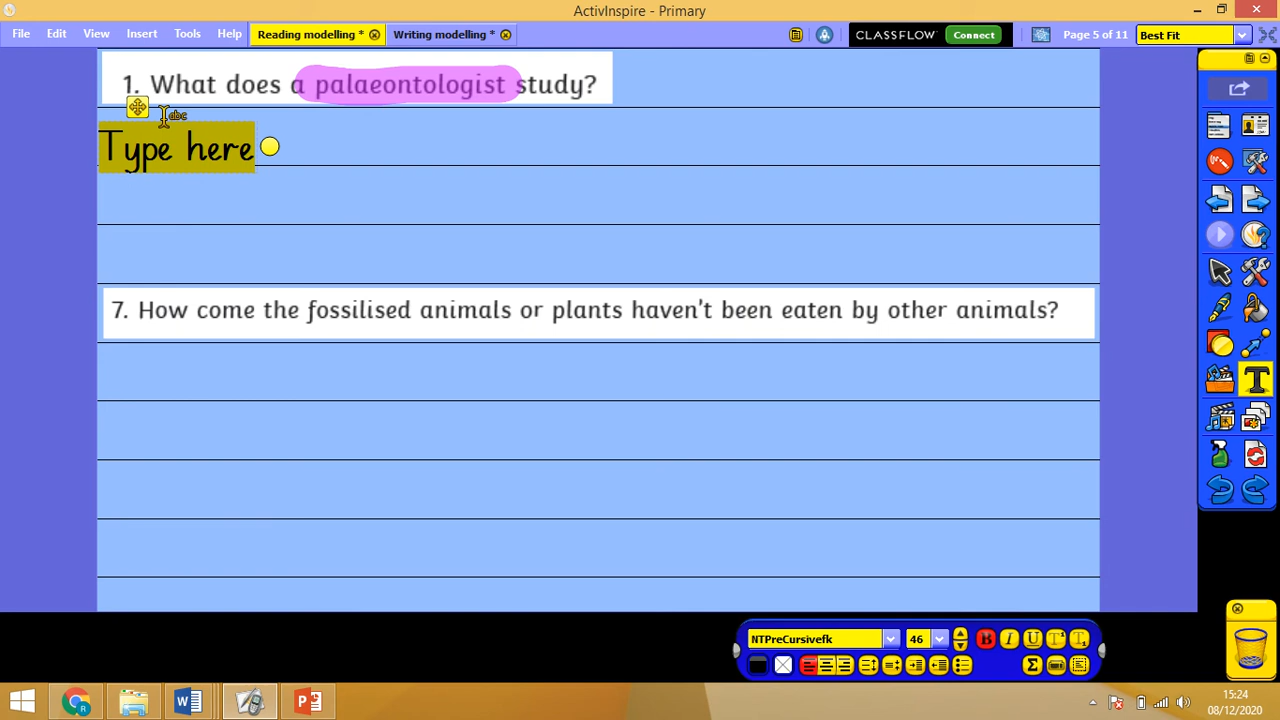 ActivInspire - Primary
File Edit View Insert Tools Help Reading modelling * Writing modelling * CLASSFLOW Connect Page 5 of 11 Best Fit
1. What does a palaeontologist study?
abc
Type here
7. How come the fossilised animals or plants haven't been eaten by other animals?
NTPreCursivefk 46 B I U T T
15:24
08/12/2020